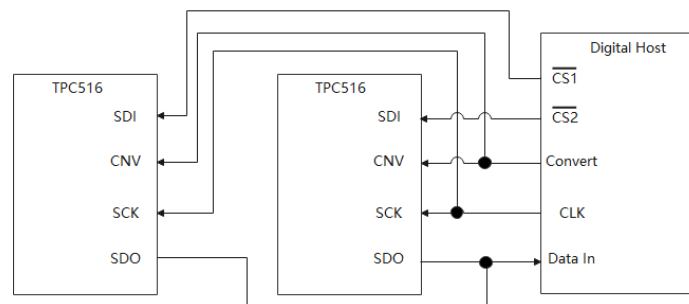 TPC516
SDI
CNV
SCK
SDO
TPC516
SDI
CNV
SCK
SDO
Digital Host
CS1
CS2
Convert
CLK
Data In